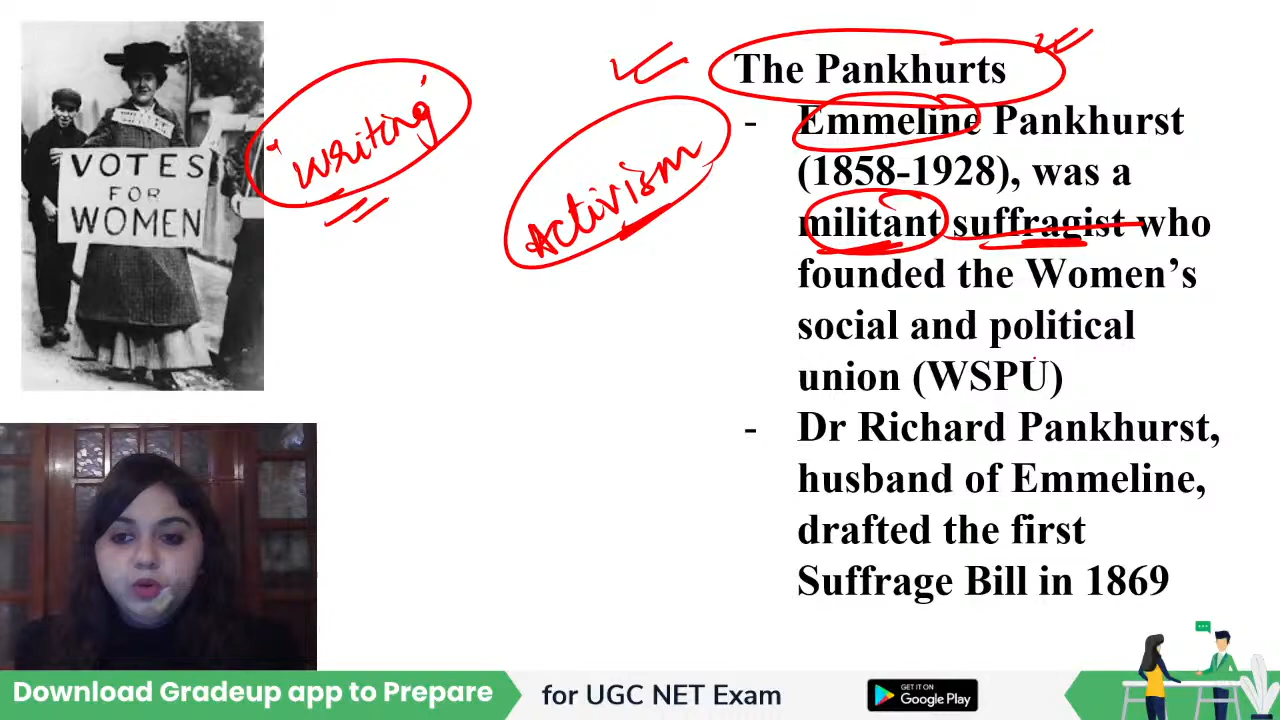 VOTES
FOR
WOMEN
'writing'
Activism
The Pankhurts
- Emmeline Pankhurst
(1858-1928), was a
militant suffragist who
founded the Women's
social and political
union (WSPU)
- Dr Richard Pankhurst,
husband of Emmeline,
drafted the first
Suffrage Bill in 1869
Download Gradeup app to Prepare
for UGC NET Exam
GET IT ON
Google Play